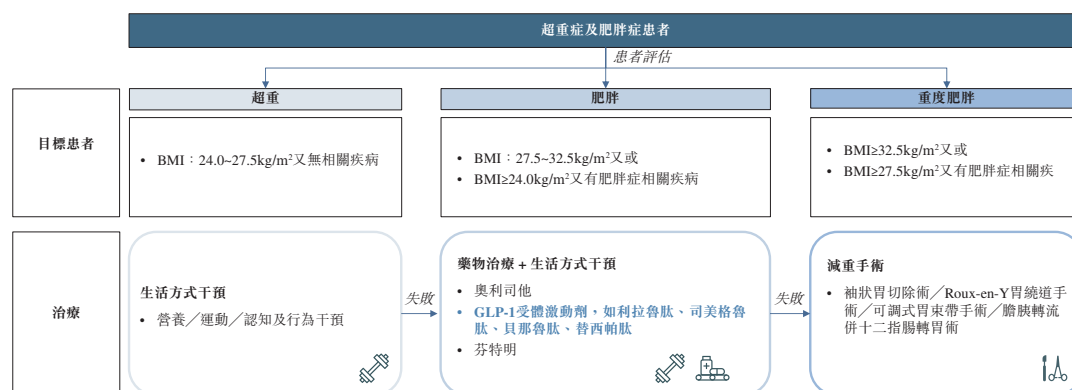 超重症及肥胖症患者
患者評估
超重
肥胖
重度肥胖
目標患者
• BMI：24.0~27.5kg/m²又無相關疾病
• BMI：27.5~32.5kg/m²又或
• BMI≥24.0kg/m²又有肥胖症相關疾病
• BMI≥32.5kg/m²又或
• BMI≥27.5kg/m²又有肥胖症相關疾
治療
生活方式干預
• 營養／運動／認知及行為干預
失敗
藥物治療 + 生活方式干預
• 奧利司他
• GLP-1受體激動劑，如利拉魯肽、司美格魯
肽、貝那魯肽、替西帕肽
• 芬特明
失敗
減重手術
• 袖狀胃切除術／Roux-en-Y胃繞道手
術／可調式胃束帶手術／膽胰轉流
併十二指腸轉胃術